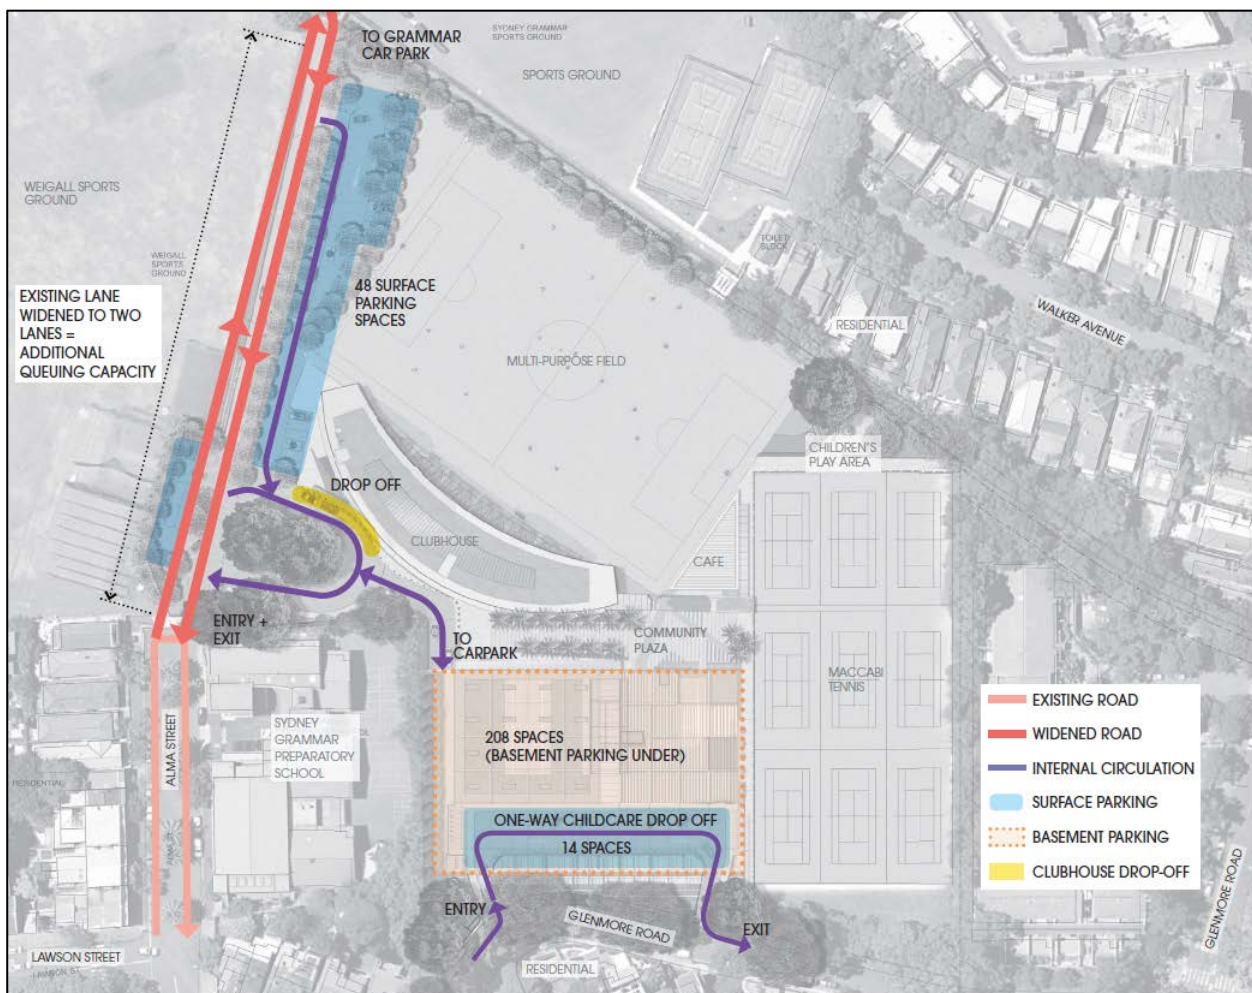 TO GRAMMAR
CAR PARK
SYDNEY GRAMMAR
SPORTS GROUND
SPORTS GROUND
WEIGALL SPORTS
GROUND
WEIGALL
SPORTS
GROUND
TOILET
BLOCK
EXISTING LANE
WIDENED TO TWO
LANES =
ADDITIONAL
QUEUING CAPACITY
48 SURFACE
PARKING
SPACES
WALKER AVENUE
RESIDENTIAL
MULTI-PURPOSE FIELD
CHILDREN'S
PLAY AREA
DROP OFF
CLUBHOUSE
CAFE
ENTRY +
EXIT
TO
CARPARK
COMMUNITY
PLAZA
MACCABI
TENNIS
ALMA STREET
SYDNEY
GRAMMAR
PREPARATORY
SCHOOL
RESIDENTIAL
208 SPACES
(BASEMENT PARKING UNDER)
ONE-WAY CHILDCARE DROP OFF
14 SPACES
ENTRY
GLENMORE ROAD
EXIT
RESIDENTIAL
LAWSON STREET
LAWSON ST
EXISTING ROAD
WIDENED ROAD
INTERNAL CIRCULATION
SURFACE PARKING
BASEMENT PARKING
CLUBHOUSE DROP-OFF
GLENMORE ROAD